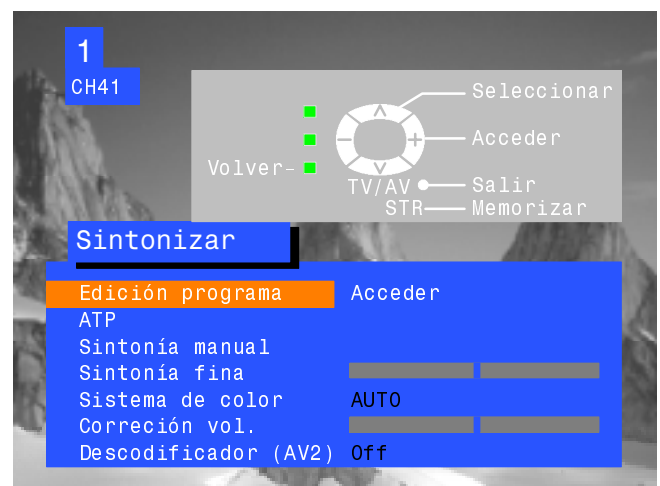 1
CH41
Seleccionar
Acceder
Volver-
TV/AV Salir
STR Memorizar
Sintonizar
Edición programa Acceder
ATP
Sintonía manual
Sintonía fina
Sistema de color AUTO
Correción vol.
Descodificador (AV2) Off